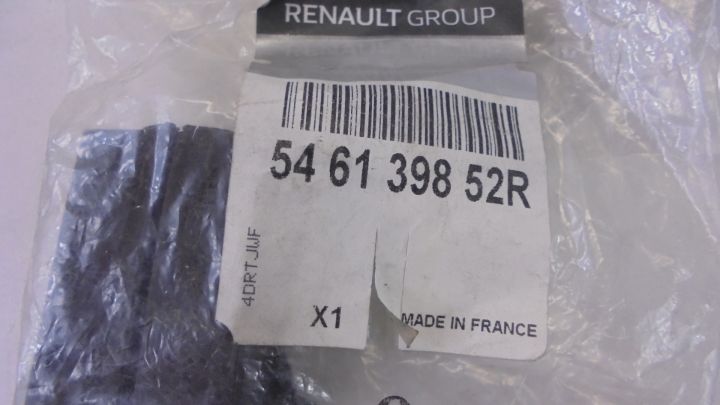 RENAULT GROUP
54 61 398 52R
4DRTJWF
X1
MADE IN FRANCE